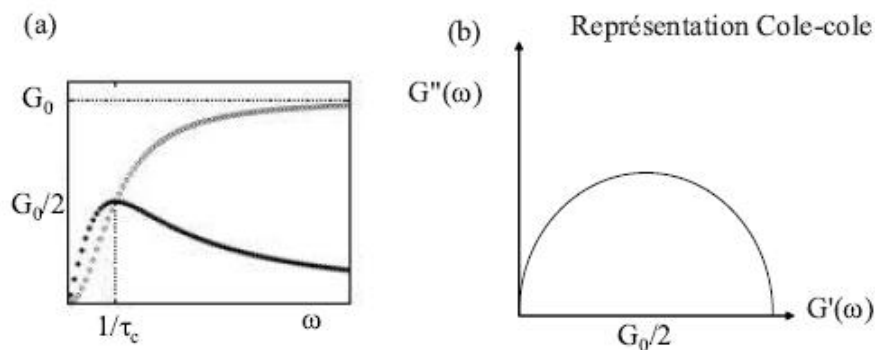 (a)
G₀
G₀/2
1/τc
ω
(b)
Représentation Cole-cole
G"(ω)
G'(ω)
G₀/2